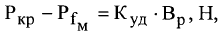 Pкр – Pfм = Kуд · Bр, Н,